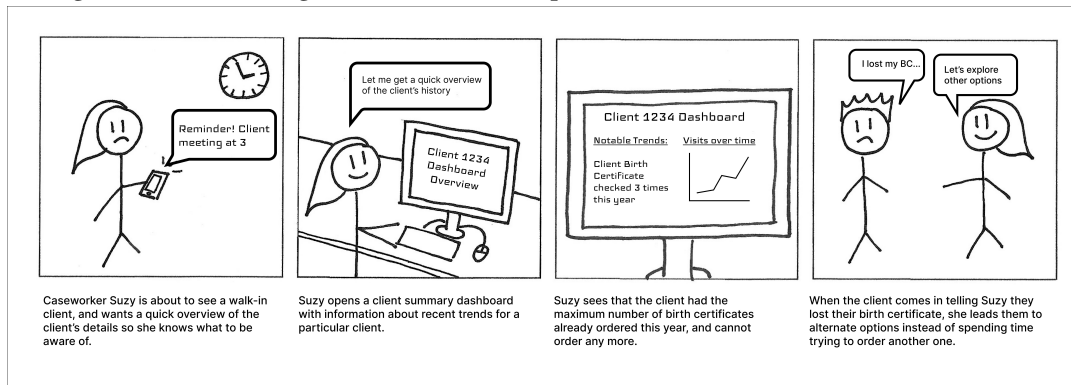 Reminder! Client
meeting at 3
Let me get a quick overview
of the client's history
Client 1234
Dashboard
Overview
Client 1234 Dashboard
Notable Trends:
Visits over time
Client Birth
Certificate
checked 3 times
this year
I lost my BC...
Let's explore
other options
Caseworker Suzy is about to see a walk-in
client, and wants a quick overview of the
client's details so she knows what to be
aware of.
Suzy opens a client summary dashboard
with information about recent trends for a
particular client.
Suzy sees that the client had the
maximum number of birth certificates
already ordered this year, and cannot
order any more.
When the client comes in telling Suzy they
lost their birth certificate, she leads them to
alternate options instead of spending time
trying to order another one.